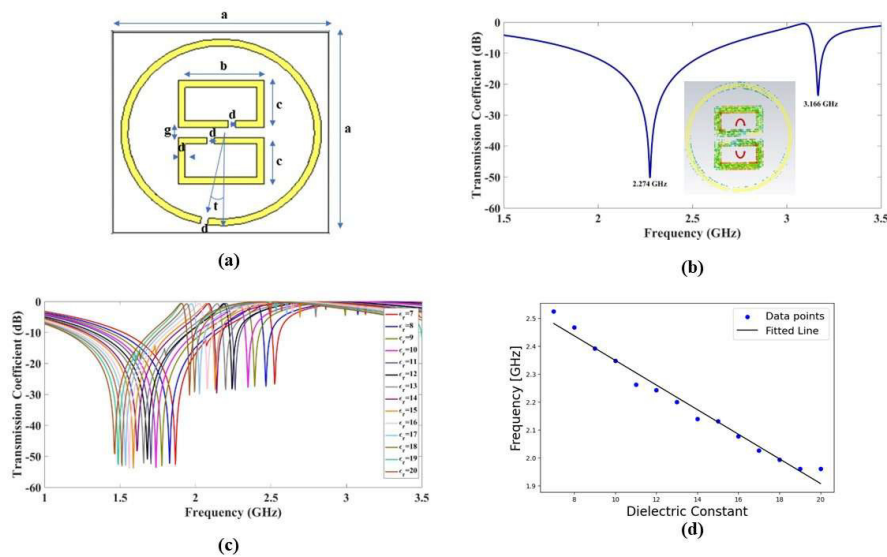 a
b
c
d
g
d
a
d
c
t
d
(a)
0
-10
-20
-30
-40
-50
-60
1.5
2
2.5
3
3.5
Transmission Coefficient (dB)
Frequency (GHz)
3.166 GHz
2.274 GHz
(b)
0
-10
-20
-30
-40
-50
-60
1
1.5
2
2.5
3
3.5
Transmission Coefficient (dB)
Frequency (GHz)
εr=7
εr=8
εr=9
εr=10
εr=11
εr=12
εr=13
εr=14
εr=15
εr=16
εr=17
εr=18
εr=19
εr=20
(c)
Data points
Fitted Line
2.5
2.4
2.3
2.2
2.1
2.0
1.9
8
10
12
14
16
18
20
Frequency [GHz]
Dielectric Constant
(d)